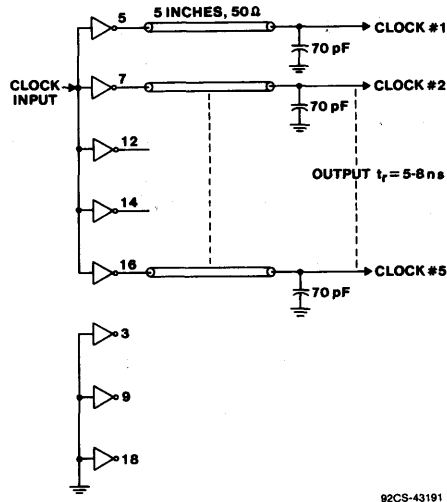 5
5 INCHES, 50Ω
CLOCK #1
70 pF
7
CLOCK #2
CLOCK
INPUT
70 pF
12
OUTPUT tr = 5-8 ns
14
16
CLOCK #5
70 pF
3
9
18
92CS-43191